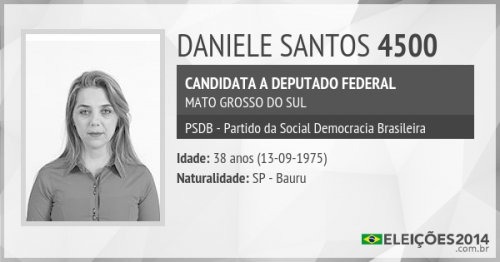 DANIELE SANTOS 4500
CANDIDATA A DEPUTADO FEDERAL
MATO GROSSO DO SUL
PSDB - Partido da Social Democracia Brasileira
Idade: 38 anos (13-09-1975)
Naturalidade: SP - Bauru
ELEIÇÕES2014
.com.br